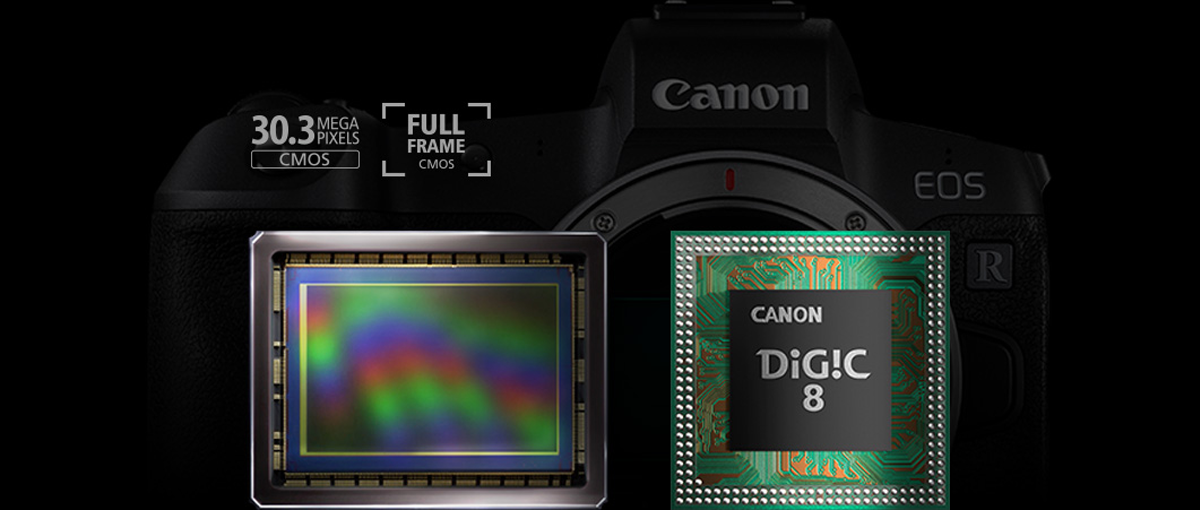 Canon
30.3 MEGA PIXELS
CMOS
FULL
FRAME
CMOS
EOS
R
CANON
DiG!C
8